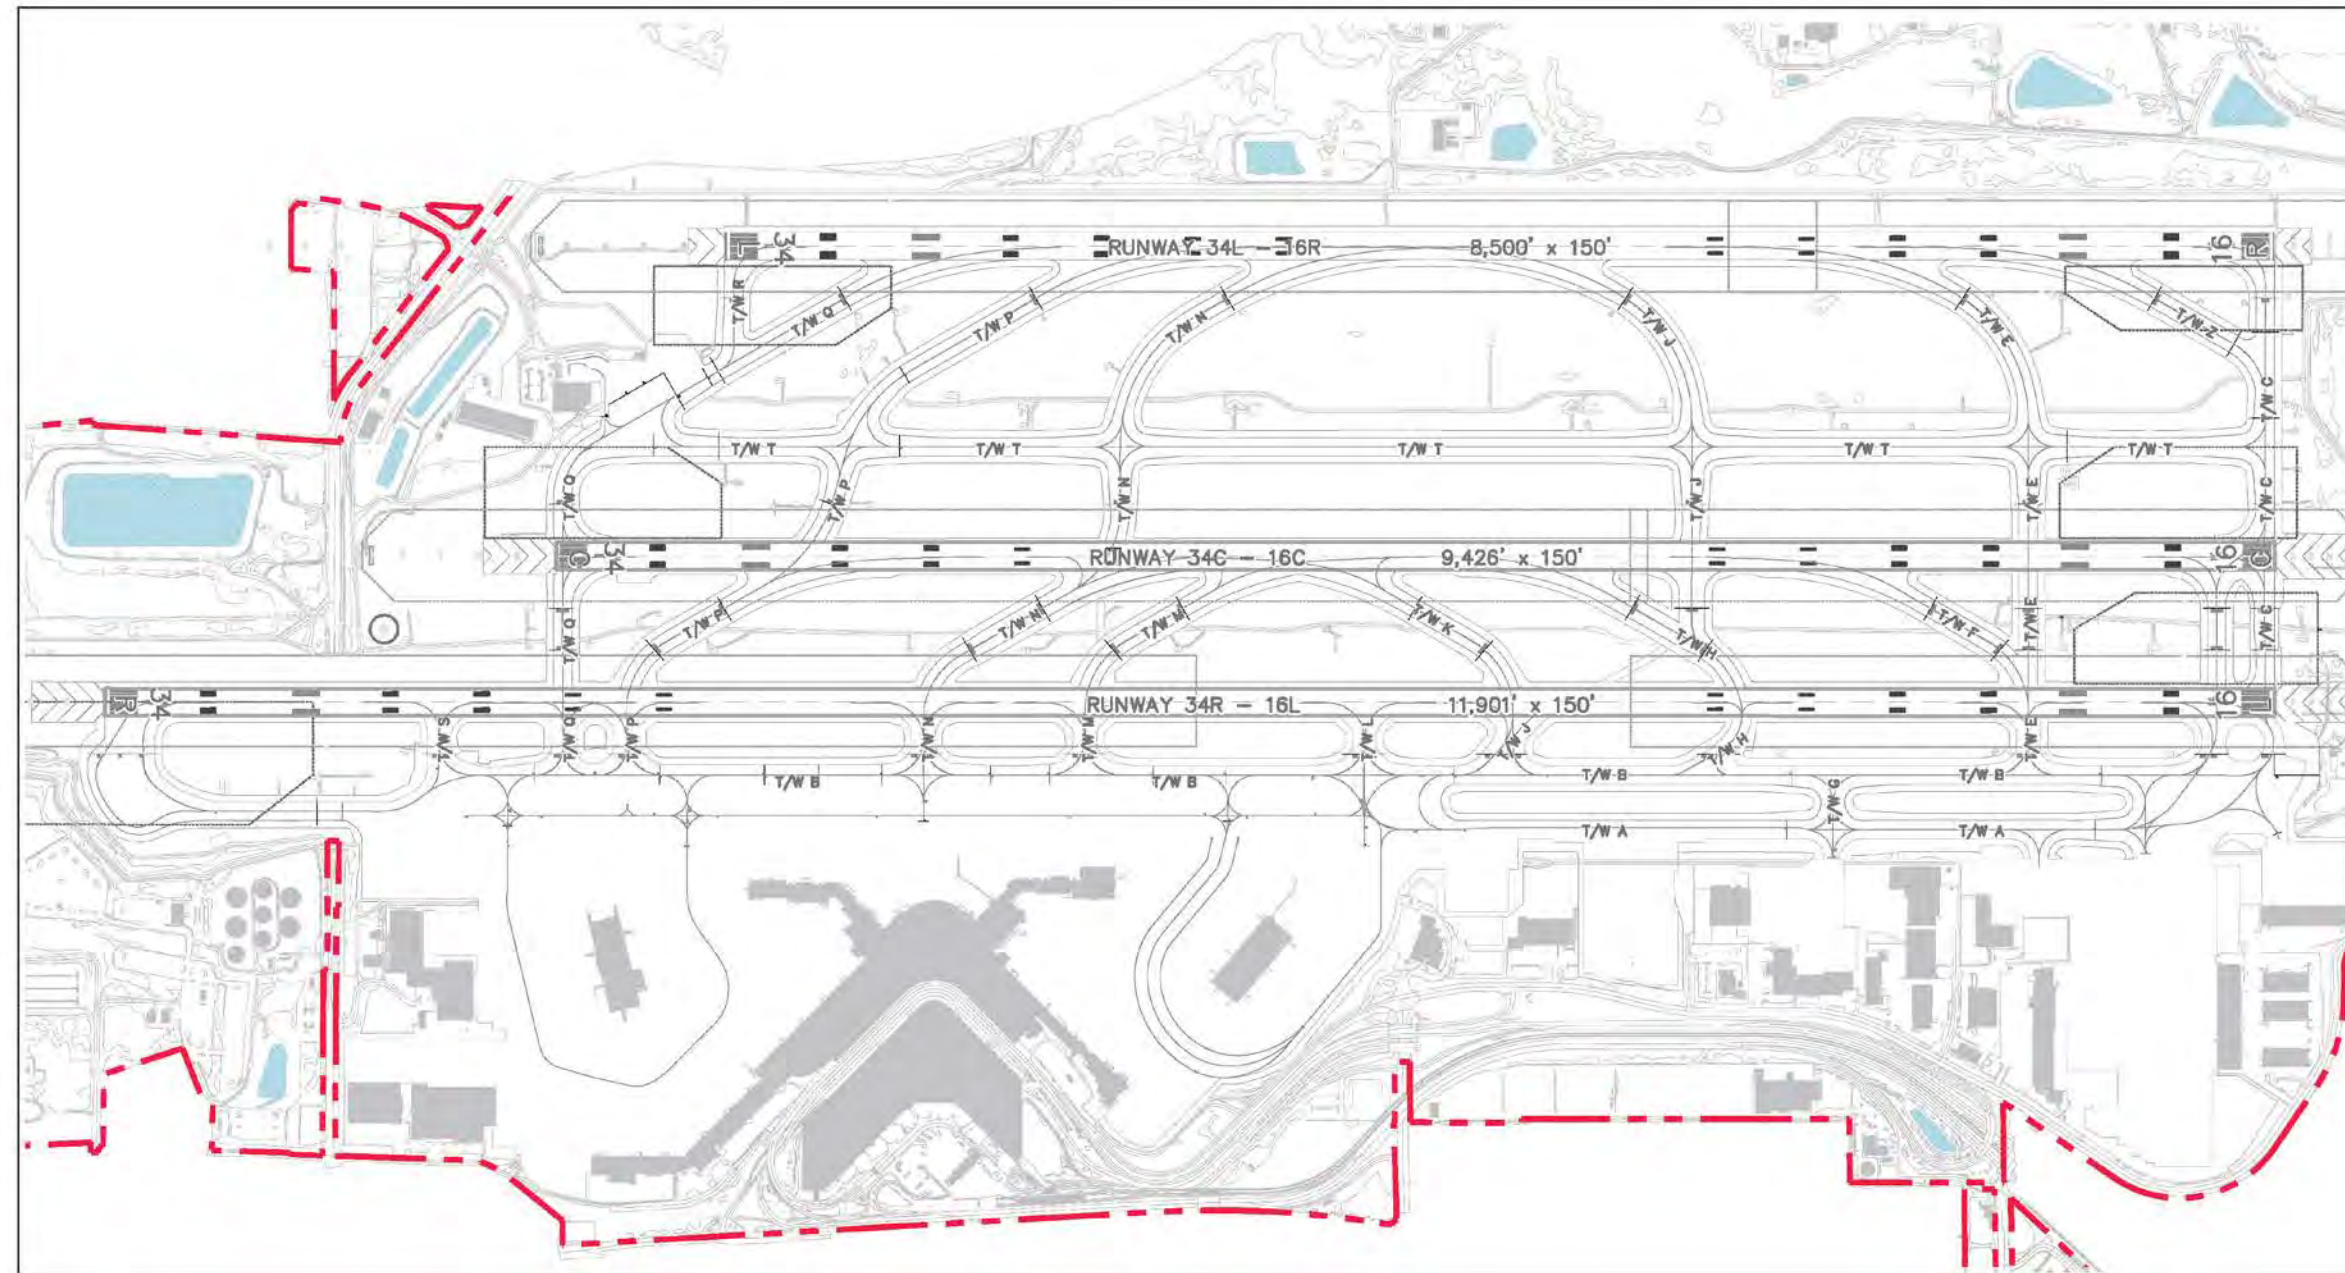 L 34 RUNWAY 34L - 16R 8,500' x 150' 16 R
T/W R
T/W Q
T/W P
T/W N
T/W J
T/W E
T/W Z
T/W C
T/W T
T/W T
T/W T
T/W T
T/W T
T/W Q
T/W P
T/W N
T/W J
T/W E
T/W C
C 34 RUNWAY 34C - 16C 9,426' x 150' 16 C
T/W Q
T/W P
T/W N
T/W M
T/W K
T/W H
T/W F
T/W E
T/W C
R 34 RUNWAY 34R - 16L 11,901' x 150' 16 L
T/W S
T/W Q
T/W P
T/W N
T/W M
T/W L
T/W J
T/W H
T/W E
T/W B
T/W B
T/W B
T/W B
T/W G
T/W A
T/W A